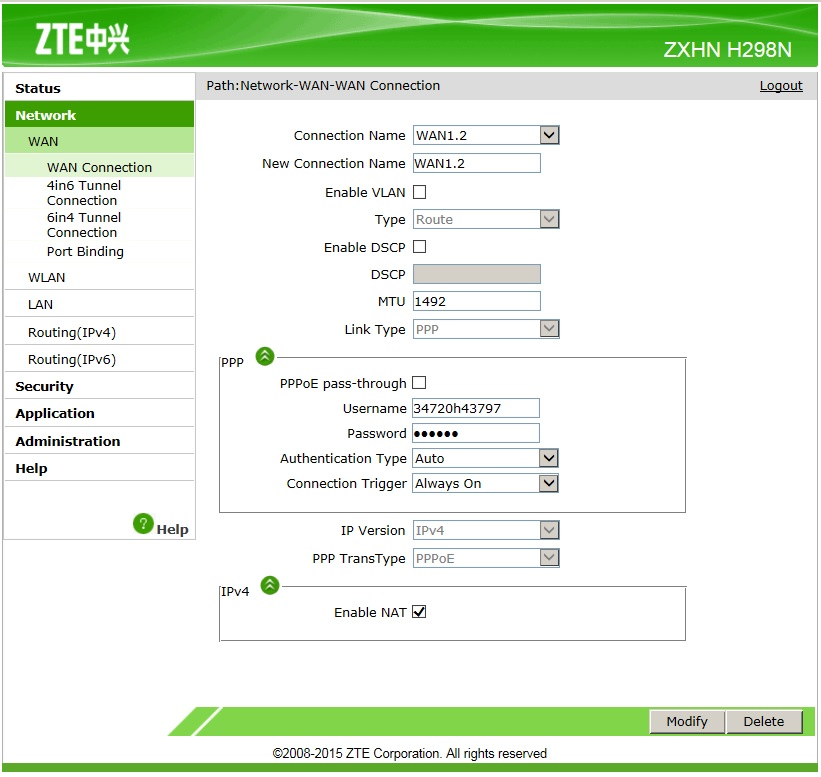 ZTE中兴
ZXHN H298N
Status
Path:Network-WAN-WAN Connection
Logout
Network
WAN
WAN Connection
4in6 Tunnel
Connection
6in4 Tunnel
Connection
Port Binding
WLAN
LAN
Routing(IPv4)
Routing(IPv6)
Security
Application
Administration
Help
? Help
Connection Name WAN1.2
New Connection Name WAN1.2
Enable VLAN
Type Route
Enable DSCP
DSCP
MTU 1492
Link Type PPP
PPP
PPPoE pass-through
Username 34720h43797
Password ●●●●●●
Authentication Type Auto
Connection Trigger Always On
IP Version IPv4
PPP TransType PPPoE
IPv4
Enable NAT
Modify Delete
©2008-2015 ZTE Corporation. All rights reserved